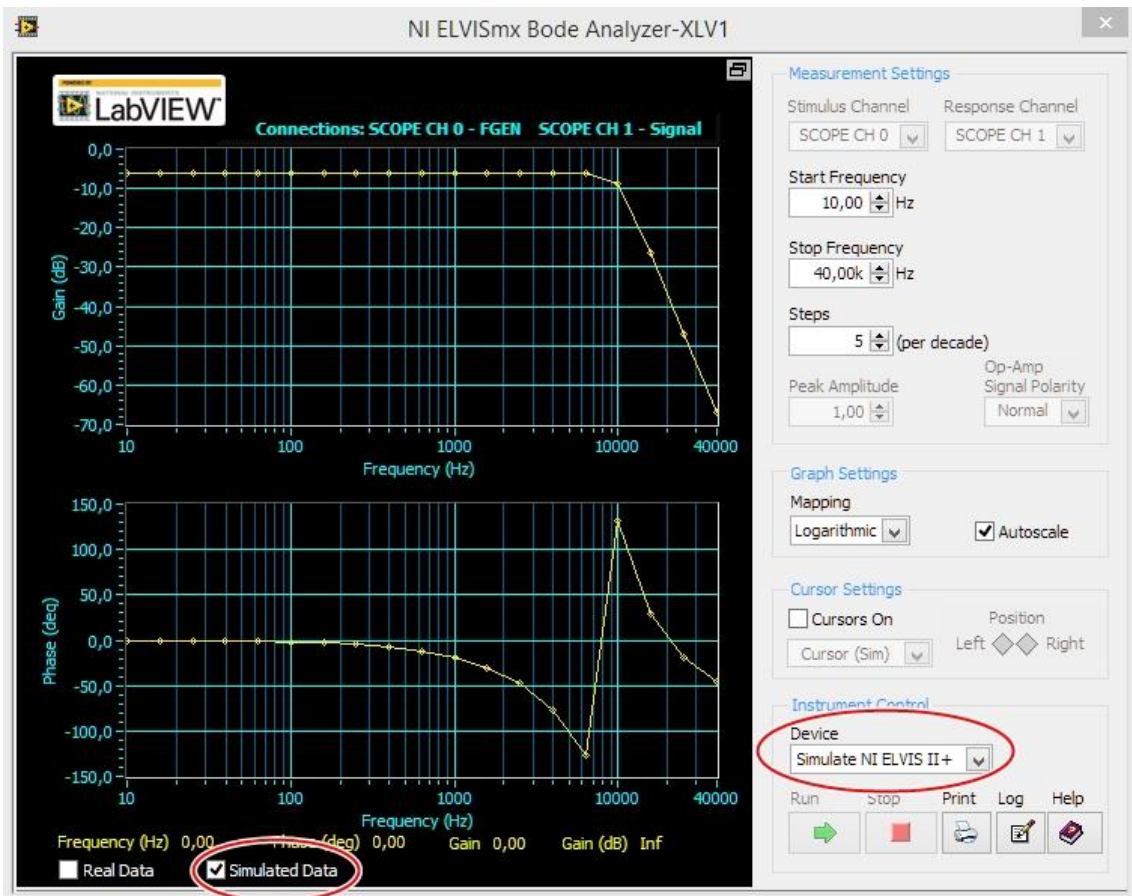 NI ELVISmx Bode Analyzer-XLV1
LabVIEW
Connections: SCOPE CH 0 - FGEN SCOPE CH 1 - Signal
0,0
-10,0
-20,0
-30,0
-40,0
-50,0
-60,0
-70,0
Gain (dB)
10 100 1000 10000 40000
Frequency (Hz)
150,0
100,0
50,0
0,0
-50,0
-100,0
-150,0
Phase (deg)
10 100 1000 10000 40000
Frequency (Hz)
Frequency (Hz) 0,00 Phase (deg) 0,00 Gain 0,00 Gain (dB) Inf
Real Data Simulated Data
Measurement Settings
Stimulus Channel Response Channel
SCOPE CH 0 SCOPE CH 1
Start Frequency
10,00 Hz
Stop Frequency
40,00k Hz
Steps
5 (per decade)
Peak Amplitude
1,00
Op-Amp
Signal Polarity
Normal
Graph Settings
Mapping
Logarithmic Autoscale
Cursor Settings
Cursors On Position
Cursor (Sim) Left Right
Instrument Control
Device
Simulate NI ELVIS II+
Run Stop Print Log Help